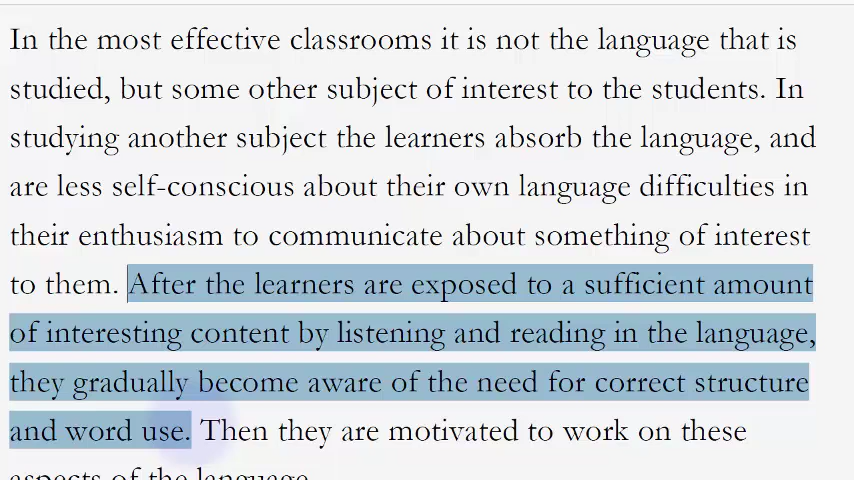 In the most effective classrooms it is not the language that is
studied, but some other subject of interest to the students. In
studying another subject the learners absorb the language, and
are less self-conscious about their own language difficulties in
their enthusiasm to communicate about something of interest
to them. After the learners are exposed to a sufficient amount
of interesting content by listening and reading in the language,
they gradually become aware of the need for correct structure
and word use. Then they are motivated to work on these
aspects of the language.